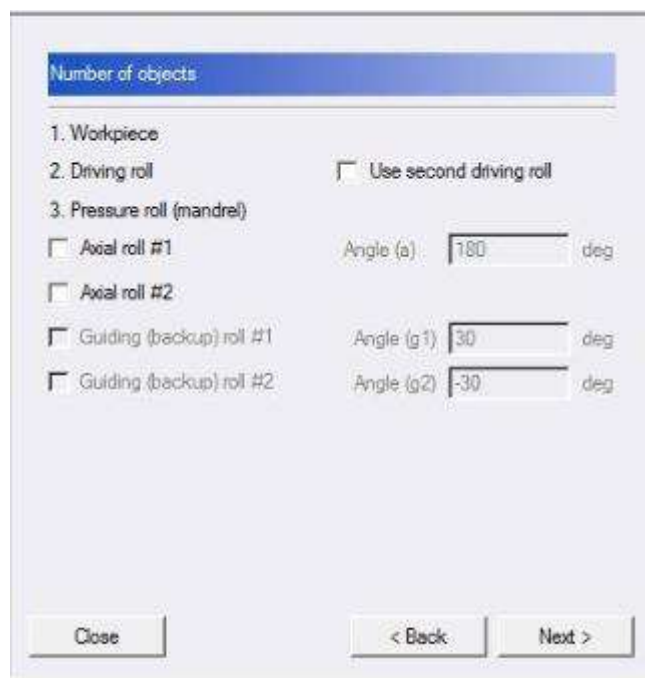 Number of objects
1. Workpiece
2. Driving roll Use second driving roll
3. Pressure roll (mandrel)
Axial roll #1 Angle (a) 180 deg
Axial roll #2
Guiding (backup) roll #1 Angle (g1) 30 deg
Guiding (backup) roll #2 Angle (g2) -30 deg
Close < Back Next >